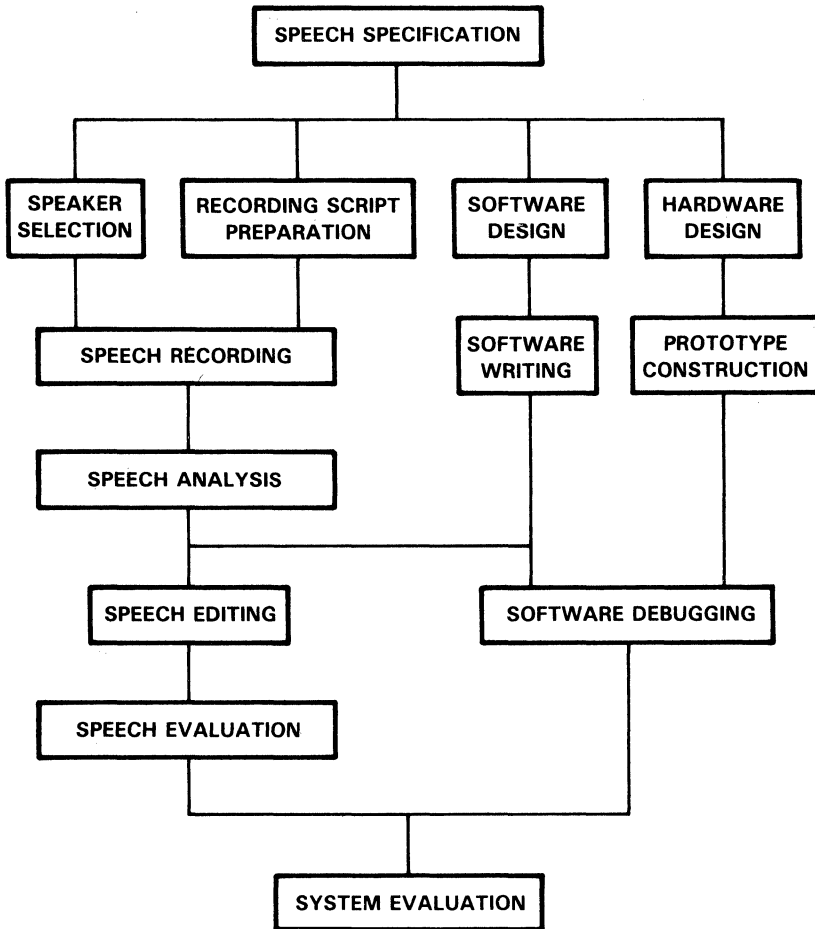 SPEECH SPECIFICATION
SPEAKER
SELECTION
RECORDING SCRIPT
PREPARATION
SOFTWARE
DESIGN
HARDWARE
DESIGN
SPEECH RECORDING
SOFTWARE
WRITING
PROTOTYPE
CONSTRUCTION
SPEECH ANALYSIS
SPEECH EDITING
SOFTWARE DEBUGGING
SPEECH EVALUATION
SYSTEM EVALUATION